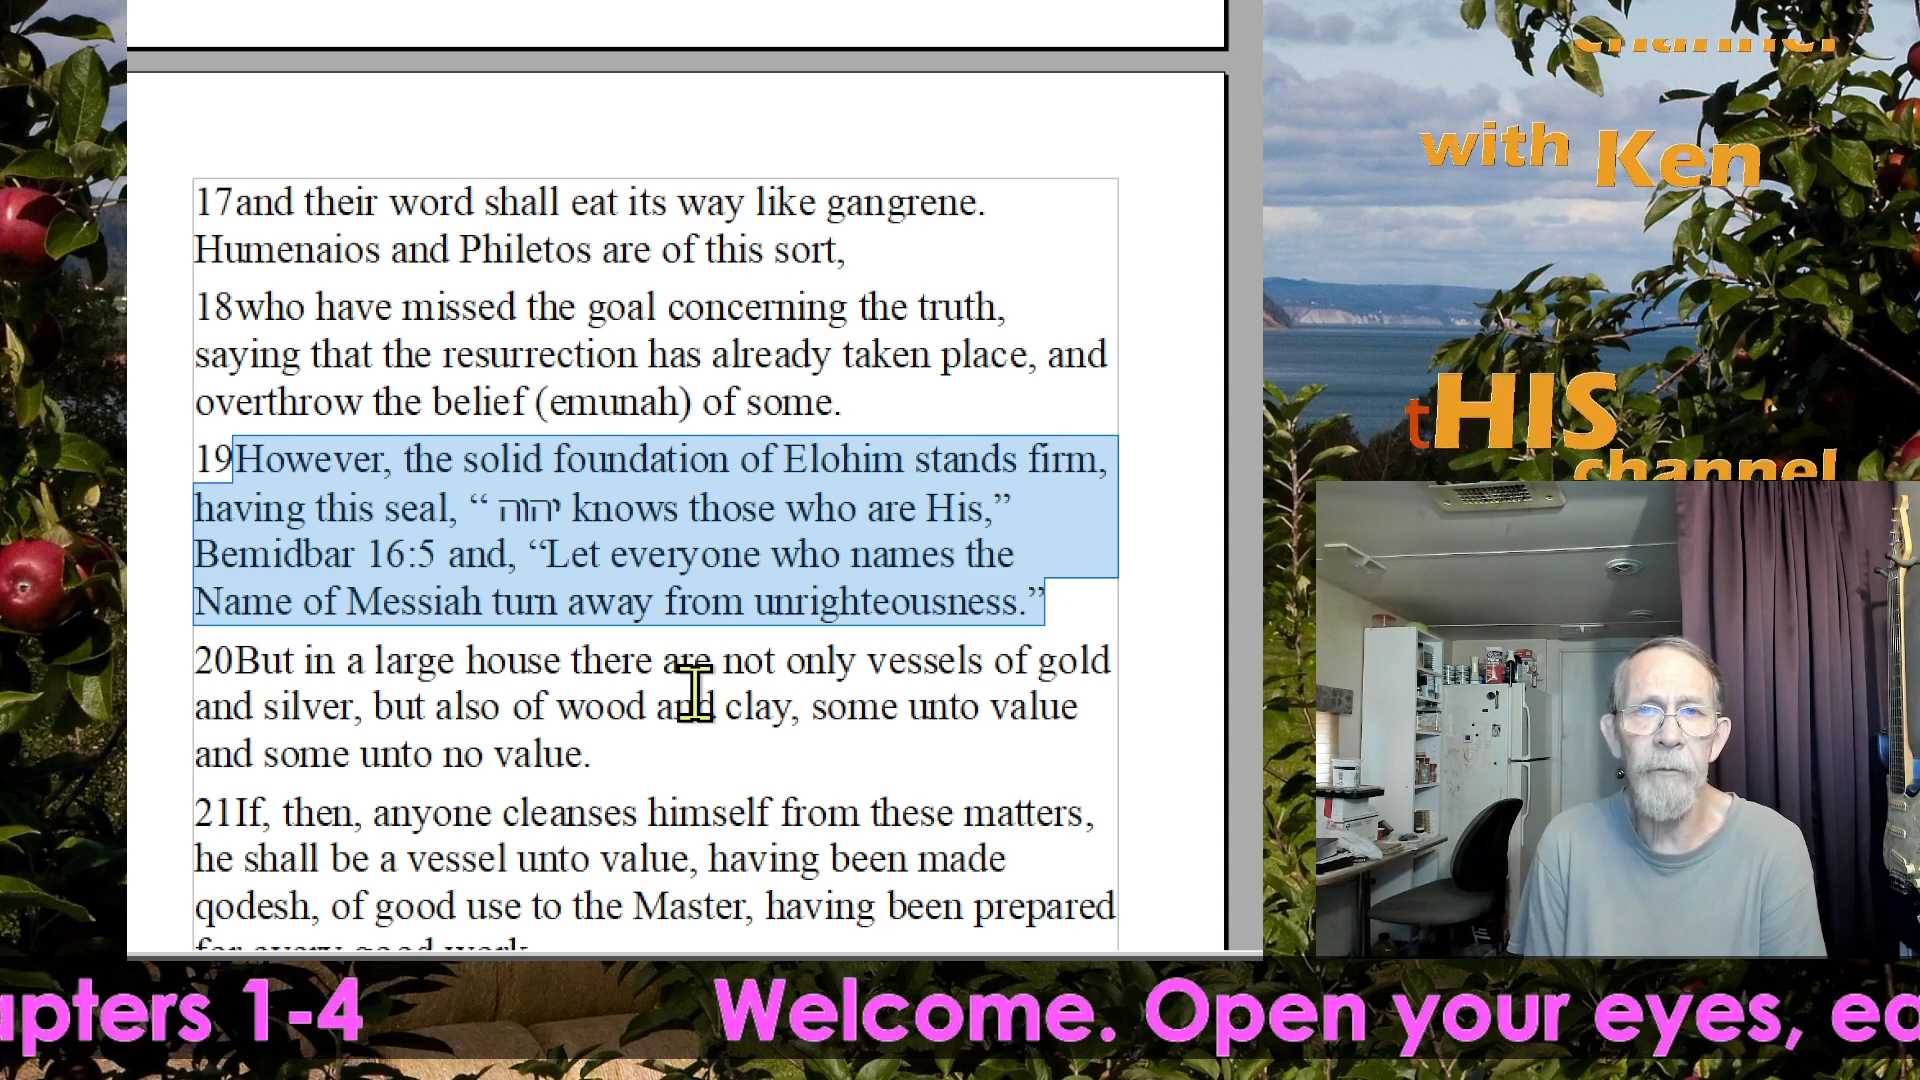 17and their word shall eat its way like gangrene.
Humenaios and Philetos are of this sort,
18who have missed the goal concerning the truth,
saying that the resurrection has already taken place, and
overthrow the belief (emunah) of some.
19However, the solid foundation of Elohim stands firm,
having this seal, “ יהוה knows those who are His,”
Bemidbar 16:5 and, “Let everyone who names the
Name of Messiah turn away from unrighteousness.”
20But in a large house there are not only vessels of gold
and silver, but also of wood and clay, some unto value
and some unto no value.
21If, then, anyone cleanses himself from these matters,
he shall be a vessel unto value, having been made
qodesh, of good use to the Master, having been prepared
for every good work
channel
with Ken
tHIS
channel
apters 1-4 Welcome. Open your eyes, ea